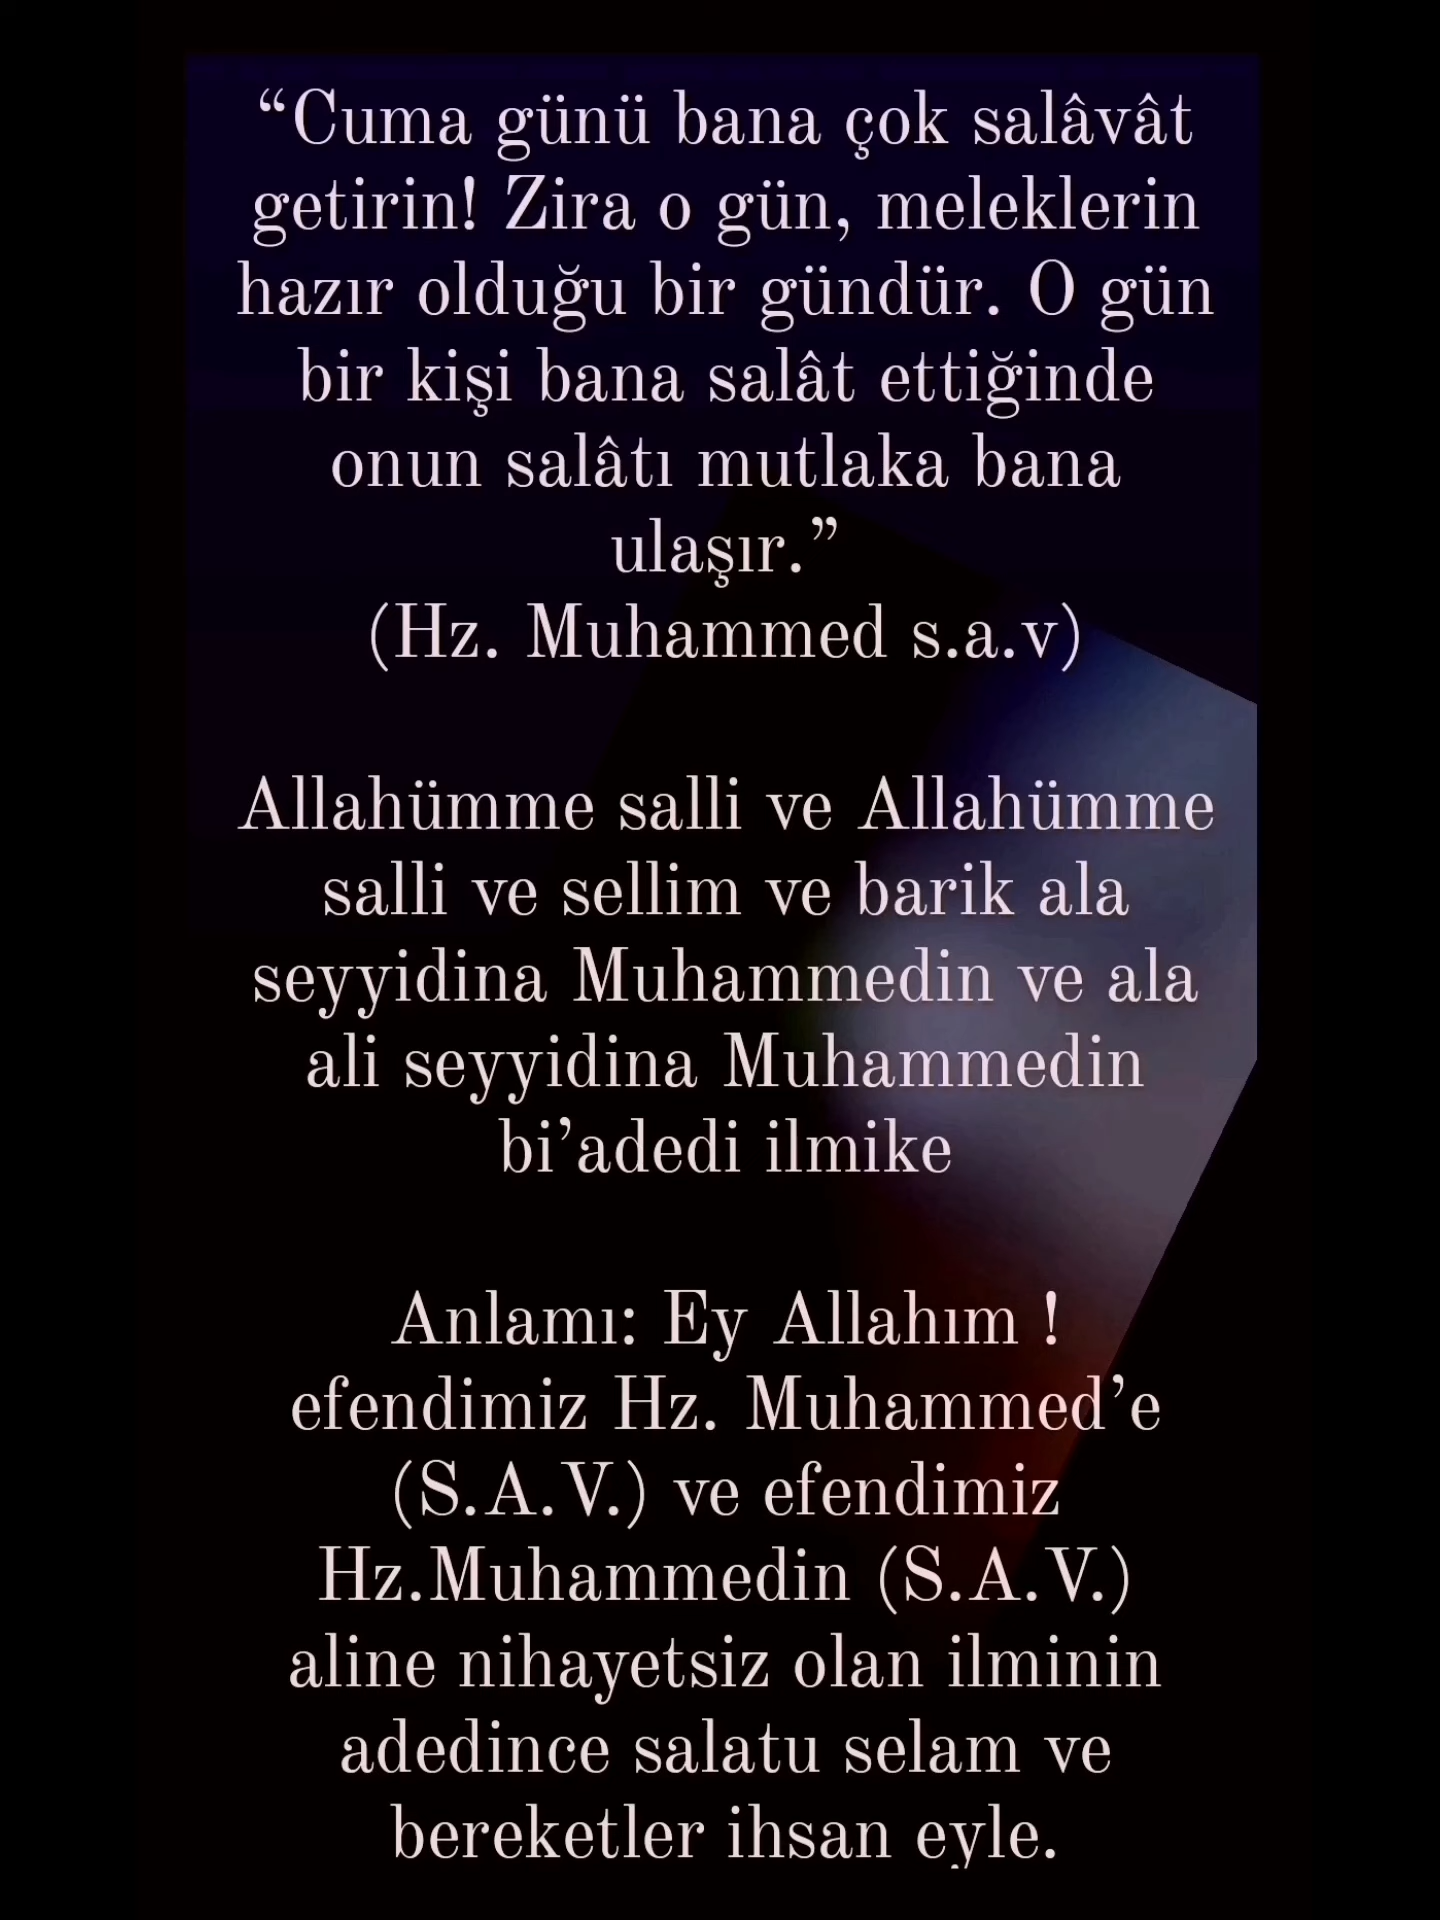 “Cuma günü bana çok salâvât
getirin! Zira o gün, meleklerin
hazır olduğu bir gündür. O gün
bir kişi bana salât ettiğinde
onun salâtı mutlaka bana
ulaşır.”
(Hz. Muhammed s.a.v)
Allahümme salli ve Allahümme
salli ve sellim ve barik ala
seyyidina Muhammedin ve ala
ali seyyidina Muhammedin
bi’adedi ilmike
Anlamı: Ey Allahım !
efendimiz Hz. Muhammed’e
(S.A.V.) ve efendimiz
Hz.Muhammedin (S.A.V.)
aline nihayetsiz olan ilminin
adedince salatu selam ve
bereketler ihsan eyle.